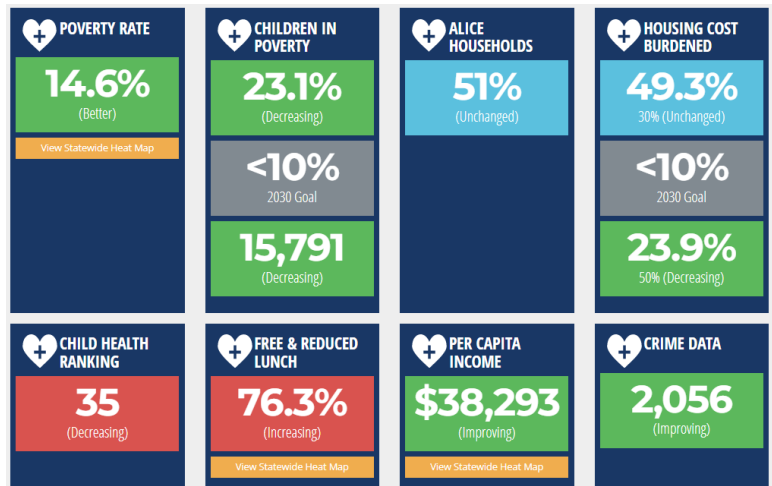 POVERTY RATE
14.6%
(Better)
View Statewide Heat Map
CHILDREN IN
POVERTY
23.1%
(Decreasing)
<10%
2030 Goal
15,791
(Decreasing)
ALICE
HOUSEHOLDS
51%
(Unchanged)
HOUSING COST
BURDENED
49.3%
30% (Unchanged)
<10%
2030 Goal
23.9%
50% (Decreasing)
CHILD HEALTH
RANKING
35
(Decreasing)
FREE & REDUCED
LUNCH
76.3%
(Increasing)
View Statewide Heat Map
PER CAPITA
INCOME
$38,293
(Improving)
View Statewide Heat Map
CRIME DATA
2,056
(Improving)